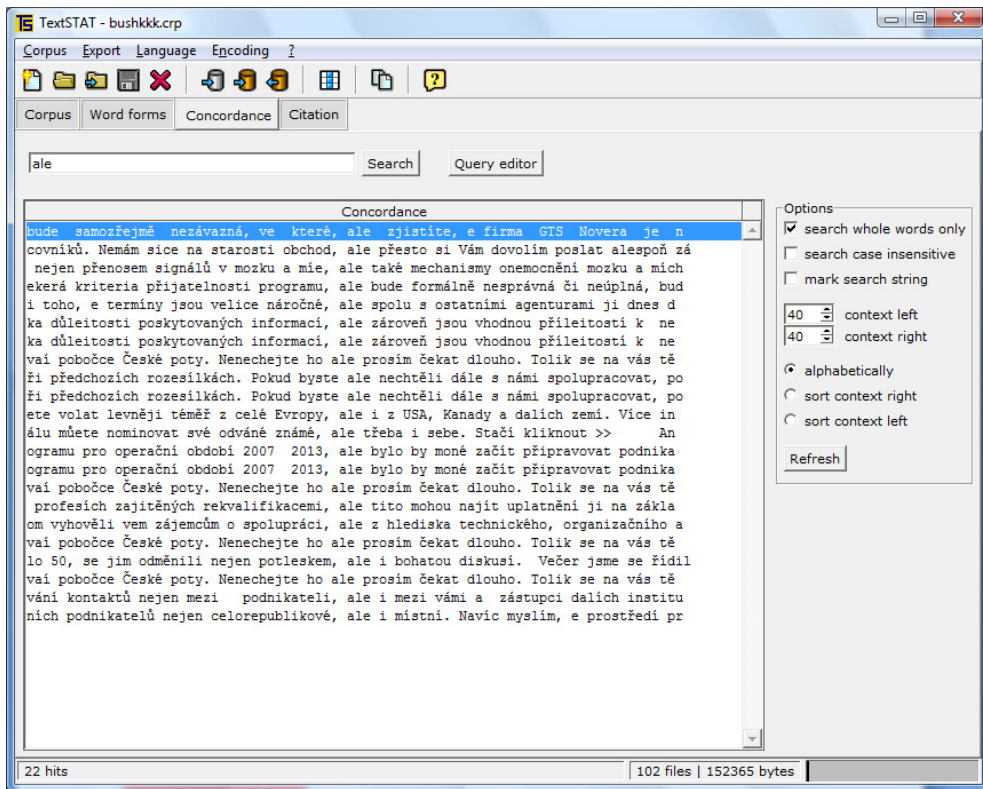 TextSTAT - bushkkk.crp
Corpus Export Language Encoding ?
Corpus Word forms Concordance Citation
ale Search Query editor
Concordance
bude samozřejmě nezávazná, ve které, ale zjistíte, e firma GTS Novera je n
covníků. Nemám sice na starosti obchod, ale přesto si Vám dovolím poslat alespoň zá
nejen přenosem signálů v mozku a míe, ale také mechanismy onemocnění mozku a mích
ekerá kriteria přijatelnosti programu, ale bude formálně nesprávná či neúplná, bud
i toho, e termíny jsou velice náročné, ale spolu s ostatními agenturami ji dnes d
ka důleitosti poskytovaných informací, ale zároveň jsou vhodnou příleitostí k ne
ka důleitosti poskytovaných informací, ale zároveň jsou vhodnou příleitostí k ne
vaí pobočce České poty. Nenechejte ho ale prosím čekat dlouho. Tolik se na vás tě
ři předchozích rozesílkách. Pokud byste ale nechtěli dále s námi spolupracovat, po
ři předchozích rozesílkách. Pokud byste ale nechtěli dále s námi spolupracovat, po
ete volat levněji téměř z celé Evropy, ale i z USA, Kanady a dalích zemí. Více in
álu můete nominovat své odváné známé, ale třeba i sebe. Stačí kliknout >> An
ogramu pro operační období 2007 2013, ale bylo by moné začít připravovat podnika
ogramu pro operační období 2007 2013, ale bylo by moné začít připravovat podnika
vaí pobočce České poty. Nenechejte ho ale prosím čekat dlouho. Tolik se na vás tě
profesích zajitěných rekvalifikacemi, ale tito mohou najít uplatnění ji na zákla
om vyhověli vem zájemcům o spolupráci, ale z hlediska technického, organizačního a
vaí pobočce České poty. Nenechejte ho ale prosím čekat dlouho. Tolik se na vás tě
lo 50, se jim odměnili nejen potleskem, ale i bohatou diskusí. Večer jsme se řídil
vaí pobočce České poty. Nenechejte ho ale prosím čekat dlouho. Tolik se na vás tě
vání kontaktů nejen mezi podnikateli, ale i mezi vámi a zástupci dalích institu
ních podnikatelů nejen celorepublikové, ale i místní. Navíc myslím, e prostředí pr
Options
search whole words only
search case insensitive
mark search string
40 context left
40 context right
alphabetically
sort context right
sort context left
Refresh
22 hits 102 files | 152365 bytes